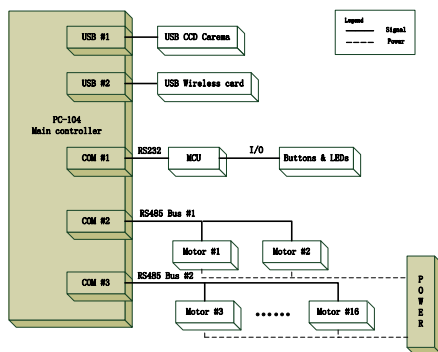 Legend
Signal
Power
USB #1
USB CCD Carema
USB #2
USB Wireless card
PC-104
Main controller
COM #1
RS232
MCU
I/O
Buttons & LEDs
COM #2
RS485 Bus #1
Motor #1
Motor #2
COM #3
RS485 Bus #2
Motor #3
......
Motor #16
P
O
W
E
R